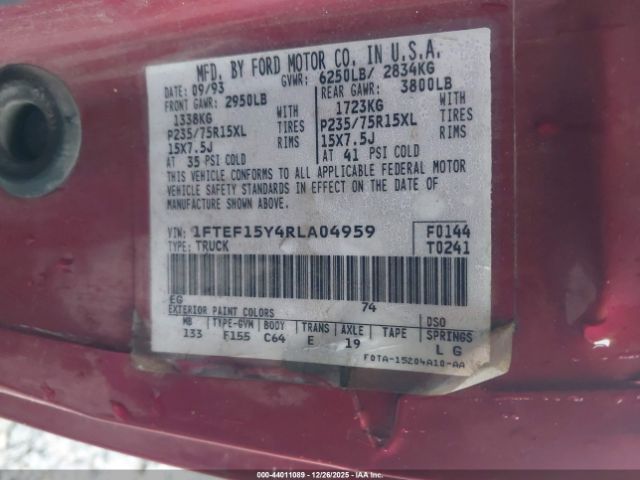 MFD. BY FORD MOTOR CO. IN U.S.A.
DATE: 09/93 GVWR: 6250LB/ 2834KG
FRONT GAWR: 2950LB REAR GAWR: 3800LB
1338KG WITH 1723KG WITH
P235/75R15XL TIRES P235/75R15XL TIRES
15X7.5J RIMS 15X7.5J RIMS
AT 35 PSI COLD AT 41 PSI COLD
THIS VEHICLE CONFORMS TO ALL APPLICABLE FEDERAL MOTOR
VEHICLE SAFETY STANDARDS IN EFFECT ON THE DATE OF
MANUFACTURE SHOWN ABOVE.
VIN: 1FTEF15Y4RLA04959 F0144
TYPE: TRUCK T0241
EG 74
EXTERIOR PAINT COLORS DSO
WB TYPE-GVW BODY TRANS AXLE TAPE SPRINGS
133 F155 C64 E 19 L G
F0TA-15204A10-AA
© IAAI - 44011089 - 12/26/2025 - IAAI.COM